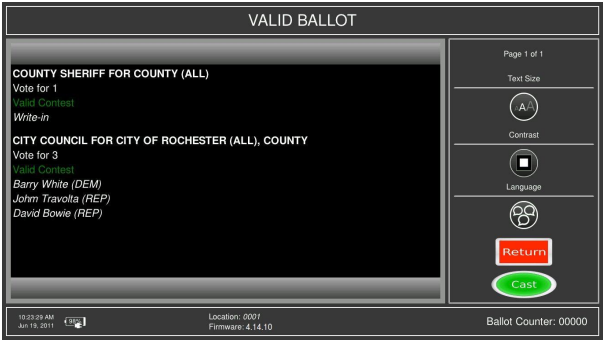 VALID BALLOT
COUNTY SHERIFF FOR COUNTY (ALL)
Vote for 1
Valid Contest
Write-in
CITY COUNCIL FOR CITY OF ROCHESTER (ALL), COUNTY
Vote for 3
Valid Contest
Barry White (DEM)
Johm Travolta (REP)
David Bowie (REP)
Page 1 of 1
Text Size
AAA
Contrast
Language
Return
Cast
10:23:29 AM
Jun 19, 2011
98%
Location: 0001
Firmware: 4.14.10
Ballot Counter: 00000